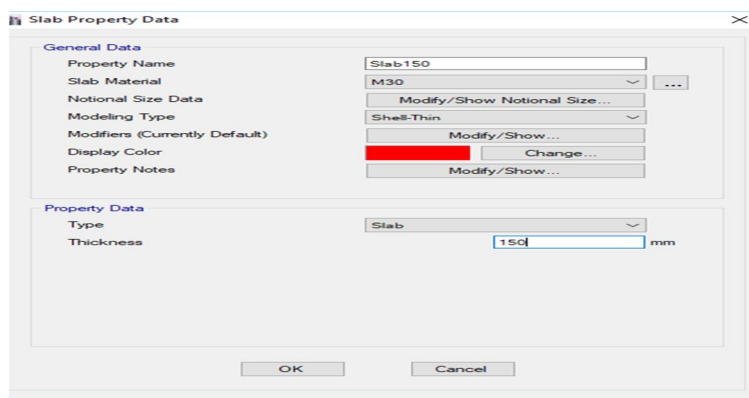 Slab Property Data
General Data
Property Name Slab150
Slab Material M30 ...
Notional Size Data Modify/Show Notional Size...
Modeling Type Shell-Thin
Modifiers (Currently Default) Modify/Show...
Display Color Change...
Property Notes Modify/Show...
Property Data
Type Slab
Thickness 150 mm
OK Cancel